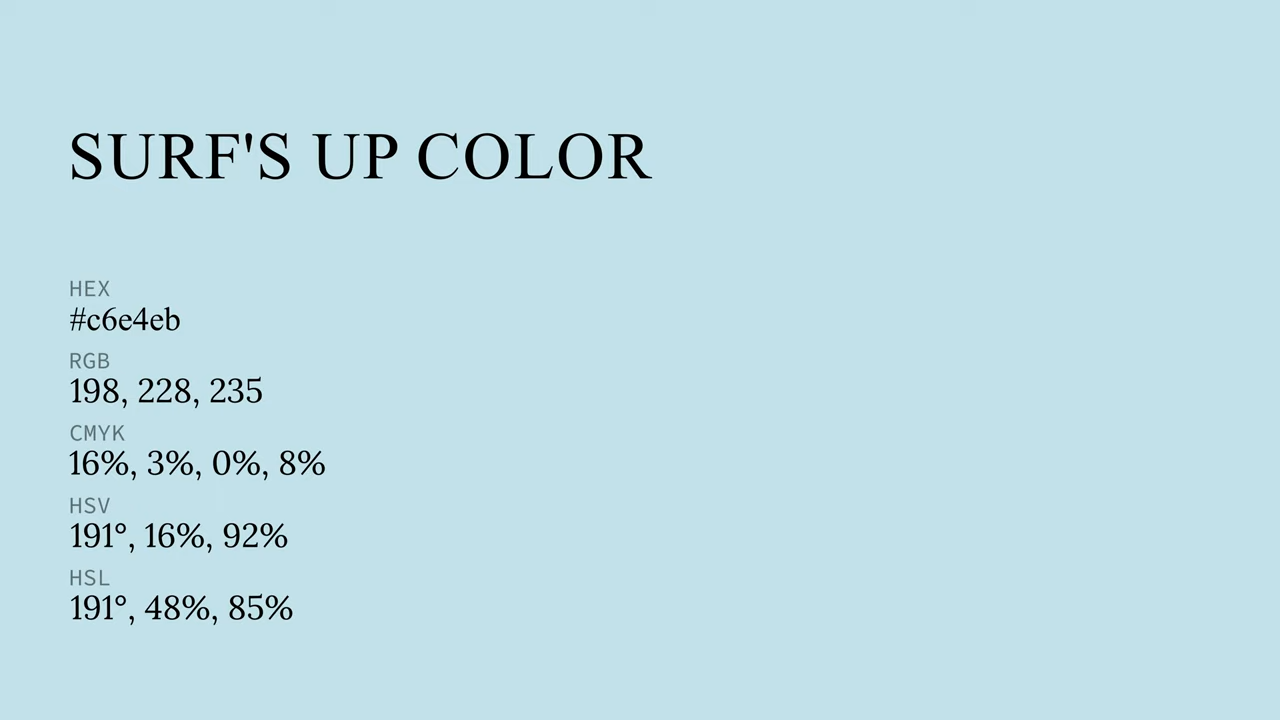 SURF'S UP COLOR
HEX
#c6e4eb
RGB
198, 228, 235
CMYK
16%, 3%, 0%, 8%
HSV
191°, 16%, 92%
HSL
191°, 48%, 85%